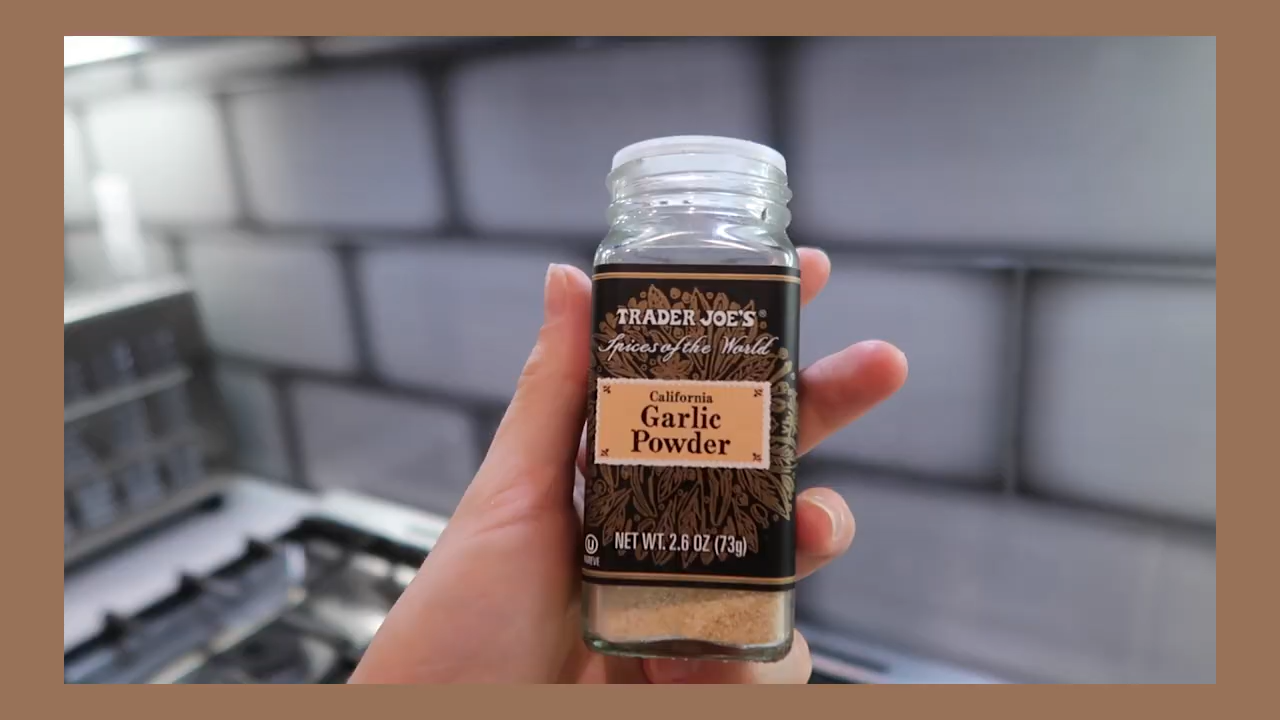 TRADER JOE'S®
Spices of the World
California
Garlic
Powder
NET WT. 2.6 OZ (73g)
U